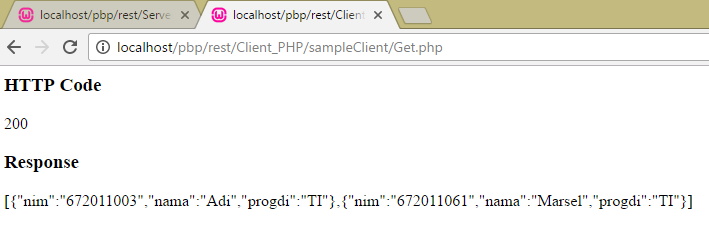 localhost/pbp/rest/Serve
localhost/pbp/rest/Client
localhost/pbp/rest/Client_PHP/sampleClient/Get.php
HTTP Code
200
Response
[{"nim":"672011003","nama":"Adi","progdi":"TI"},{"nim":"672011061","nama":"Marsel","progdi":"TI"}]